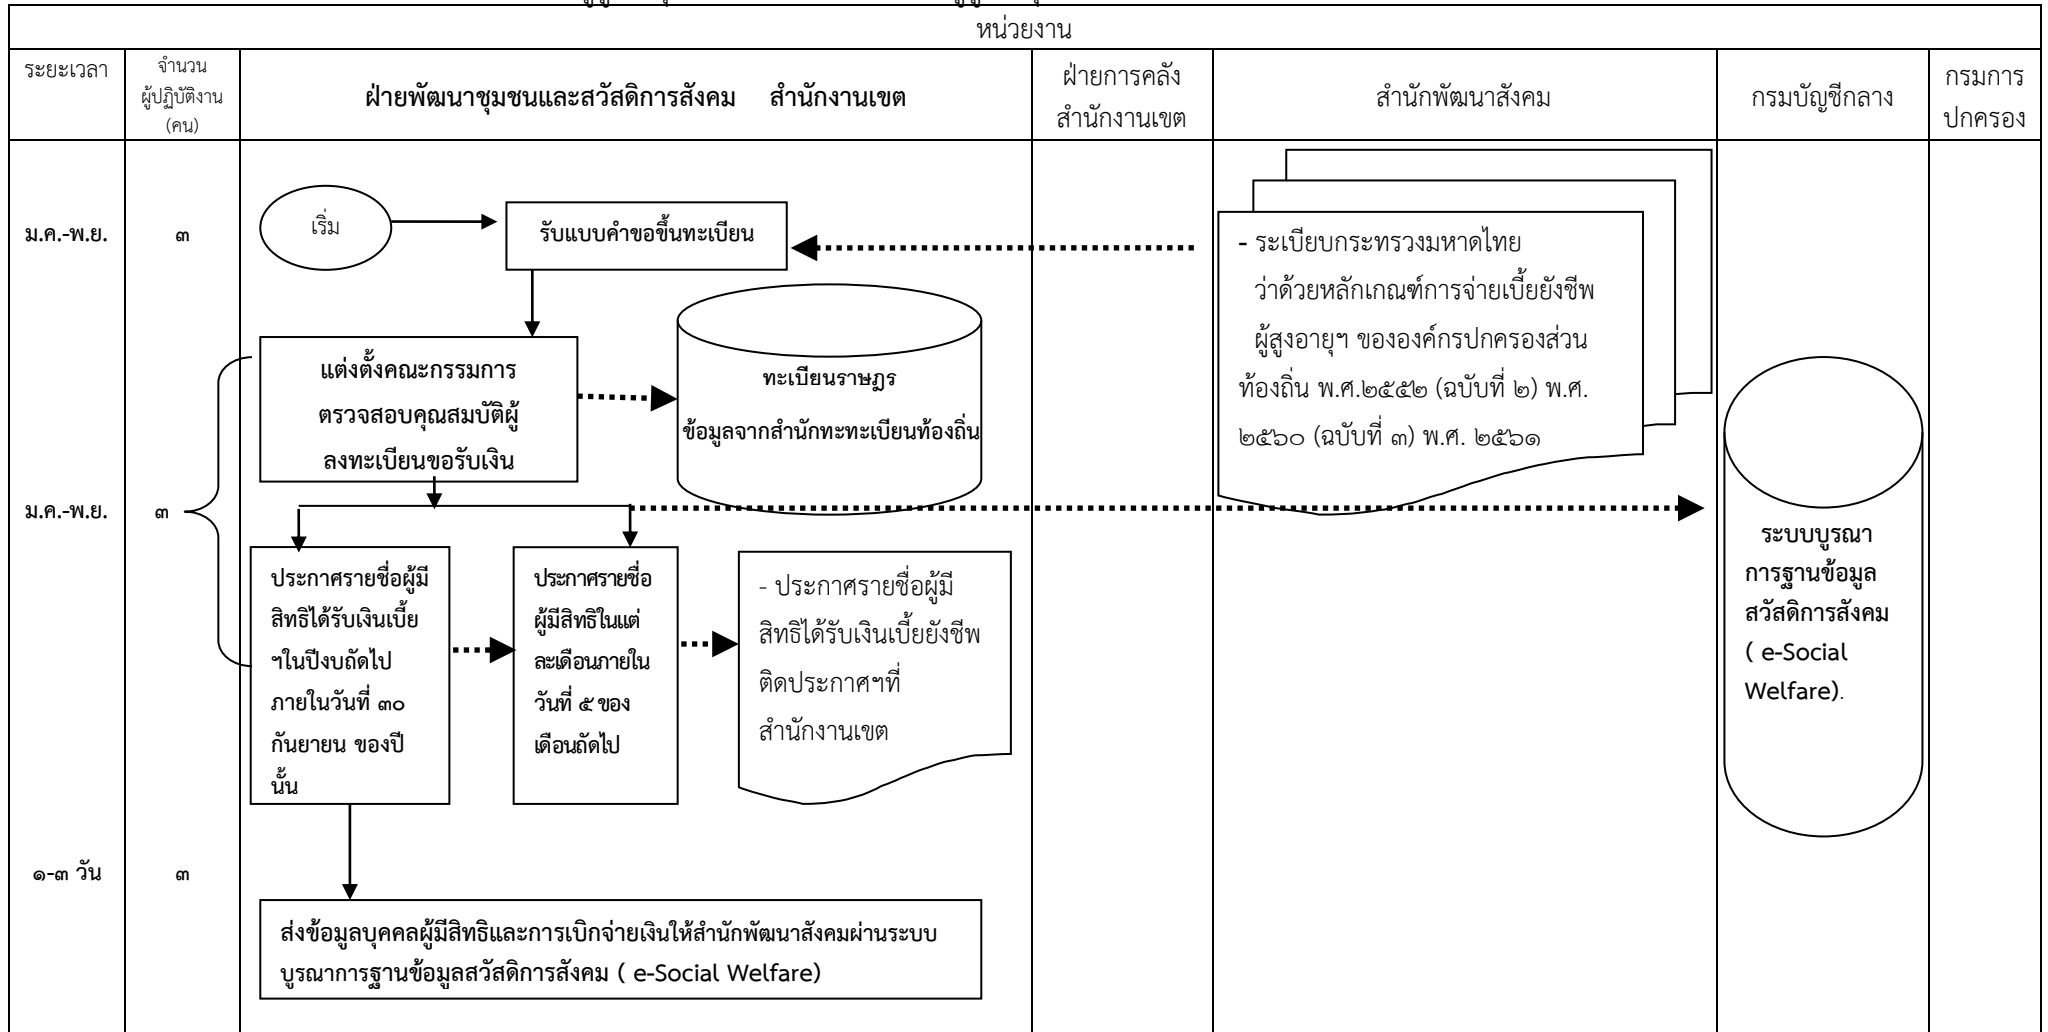 หน่วยงาน
ระยะเวลา
จำนวน
ผู้ปฏิบัติงาน
(คน)
ฝ่ายพัฒนาชุมชนและสวัสดิการสังคม สำนักงานเขต
ฝ่ายการคลัง
สำนักงานเขต
สำนักพัฒนาสังคม
กรมบัญชีกลาง
กรมการ
ปกครอง
ม.ค.-พ.ย.
๓
เริ่ม
รับแบบคำขอขึ้นทะเบียน
- ระเบียบกระทรวงมหาดไทย
ว่าด้วยหลักเกณฑ์การจ่ายเบี้ยยังชีพ
ผู้สูงอายุฯ ขององค์กรปกครองส่วน
ท้องถิ่น พ.ศ.๒๕๕๒ (ฉบับที่ ๒) พ.ศ.
๒๕๖๐ (ฉบับที่ ๓) พ.ศ. ๒๕๖๑
แต่งตั้งคณะกรรมการ
ตรวจสอบคุณสมบัติผู้
ลงทะเบียนขอรับเงิน
ทะเบียนราษฎร
ข้อมูลจากสำนักทะทะเบียนท้องถิ่น
ม.ค.-พ.ย.
๓
ประกาศรายชื่อผู้มี
สิทธิได้รับเงินเบี้ย
ฯในปีงบถัดไป
ภายในวันที่ ๓๐
กันยายน ของปี
นั้น
ประกาศรายชื่อ
ผู้มีสิทธิในแต่
ละเดือนภายใน
วันที่ ๕ ของ
เดือนถัดไป
- ประกาศรายชื่อผู้มี
สิทธิได้รับเงินเบี้ยยังชีพ
ติดประกาศฯที่
สำนักงานเขต
ระบบบูรณา
การฐานข้อมูล
สวัสดิการสังคม
( e-Social
Welfare).
๑-๓ วัน
๓
ส่งข้อมูลบุคคลผู้มีสิทธิและการเบิกจ่ายเงินให้สำนักพัฒนาสังคมผ่านระบบ
บูรณาการฐานข้อมูลสวัสดิการสังคม ( e-Social Welfare)